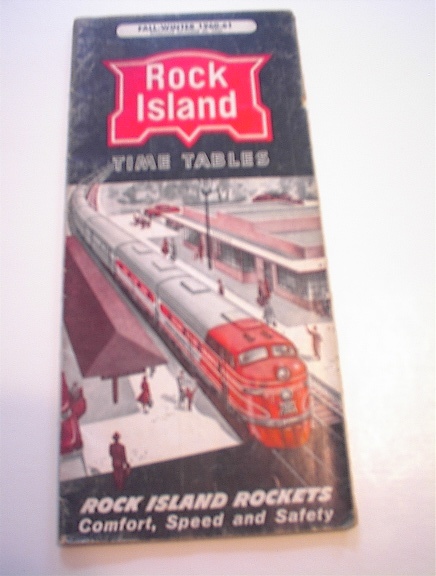 FALL-WINTER 1960-61
Rock
Island
TIME TABLES
ROCK ISLAND ROCKETS
Comfort, Speed and Safety